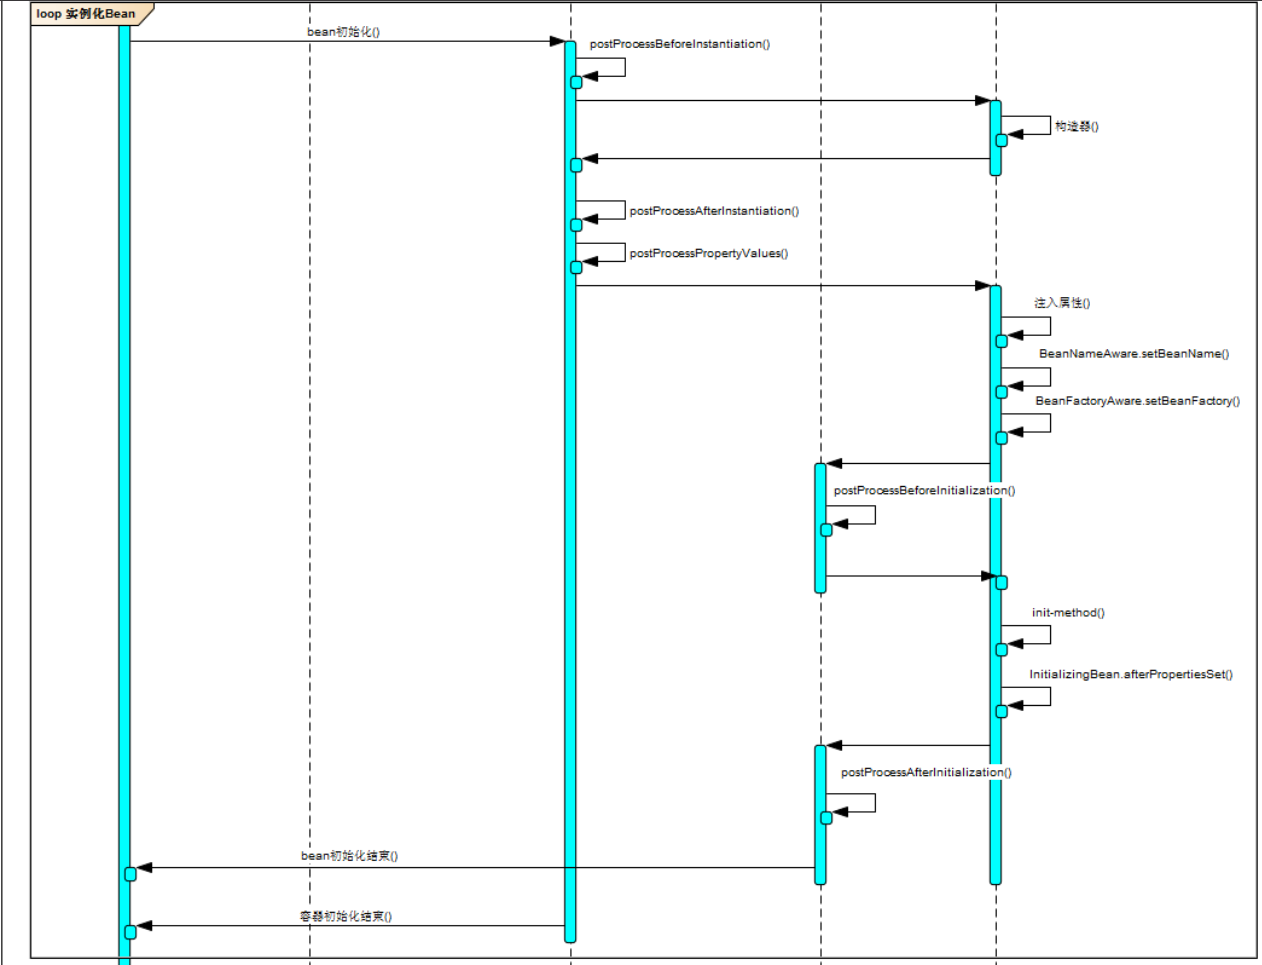 loop 实例化Bean
bean初始化()
postProcessBeforeInstantiation()
构造器()
postProcessAfterInstantiation()
postProcessPropertyValues()
注入属性()
BeanNameAware.setBeanName()
BeanFactoryAware.setBeanFactory()
postProcessBeforeInitialization()
init-method()
InitializingBean.afterPropertiesSet()
postProcessAfterInitialization()
bean初始化结束()
容器初始化结束()